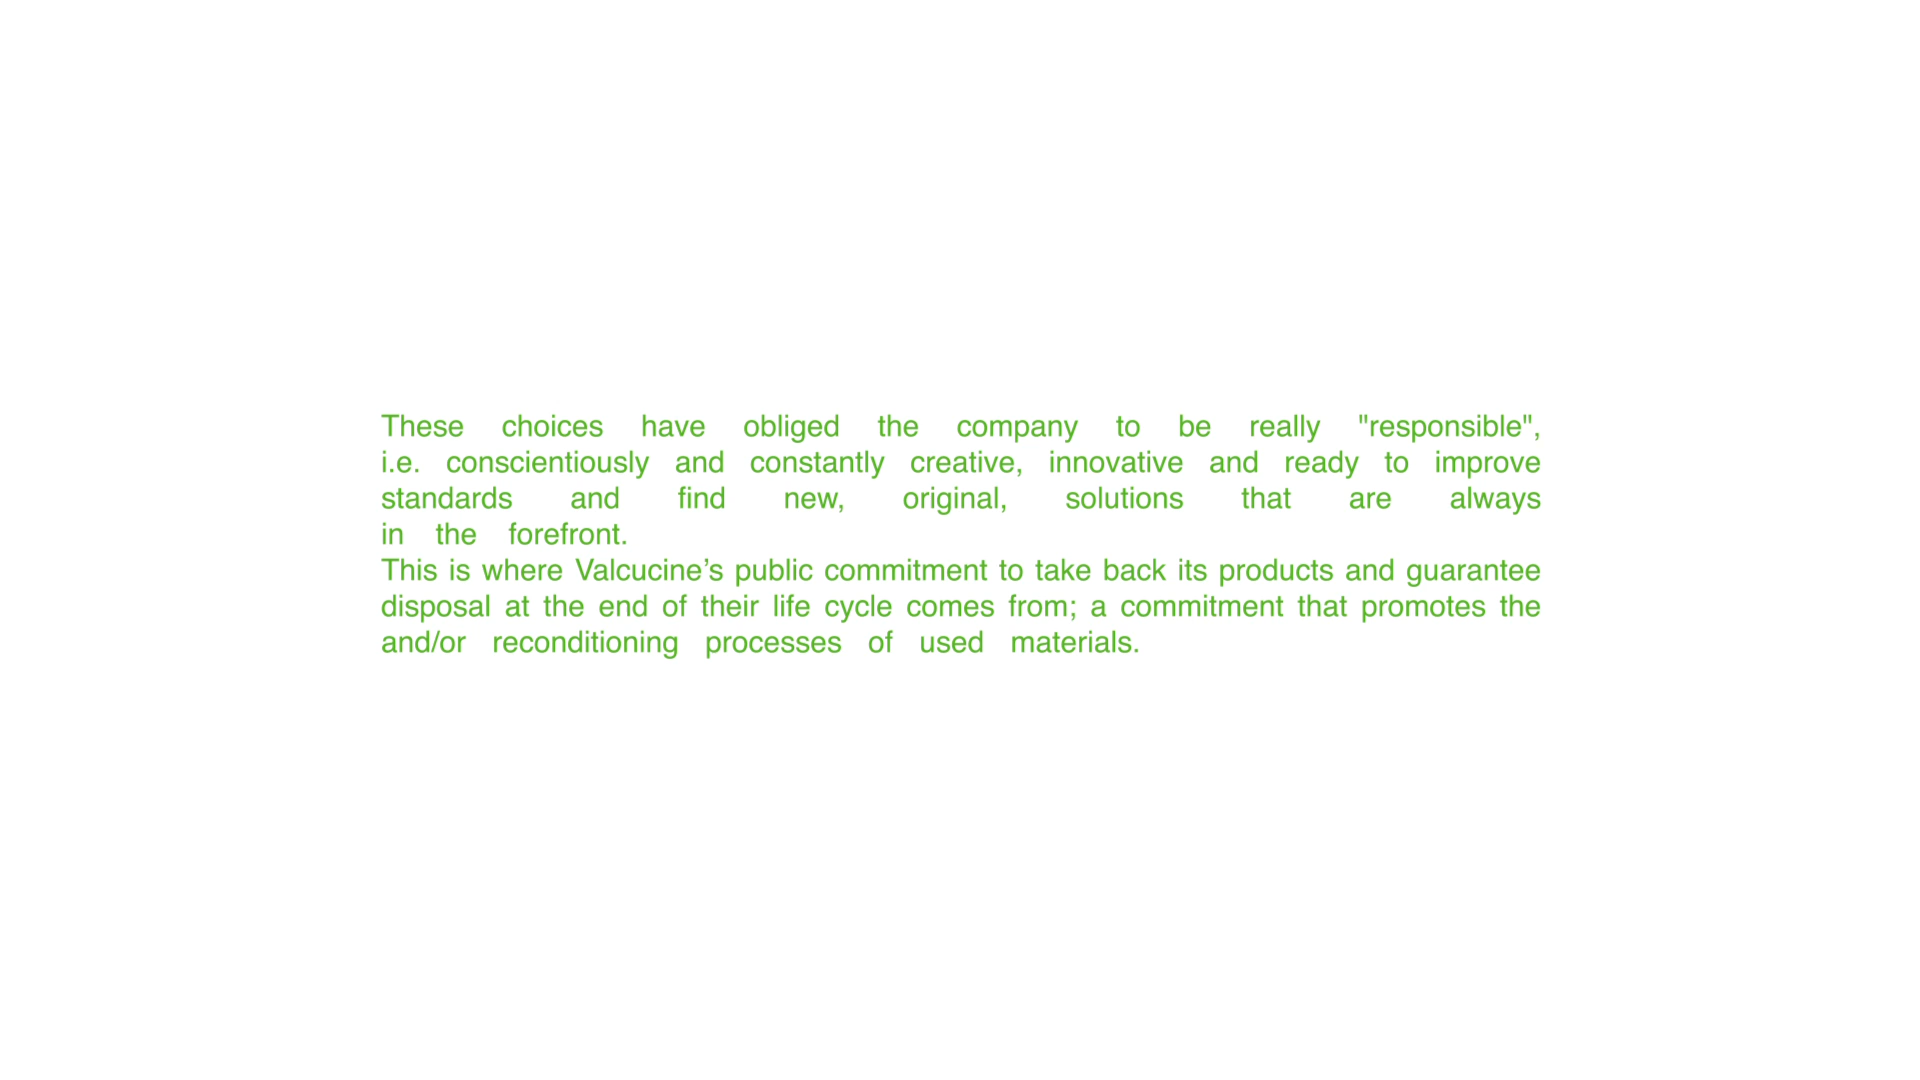 These choices have obliged the company to be really "responsible",
i.e. conscientiously and constantly creative, innovative and ready to improve
standards and find new, original, solutions that are always
in the forefront.
This is where Valcucine’s public commitment to take back its products and guarantee
disposal at the end of their life cycle comes from; a commitment that promotes the
and/or reconditioning processes of used materials.